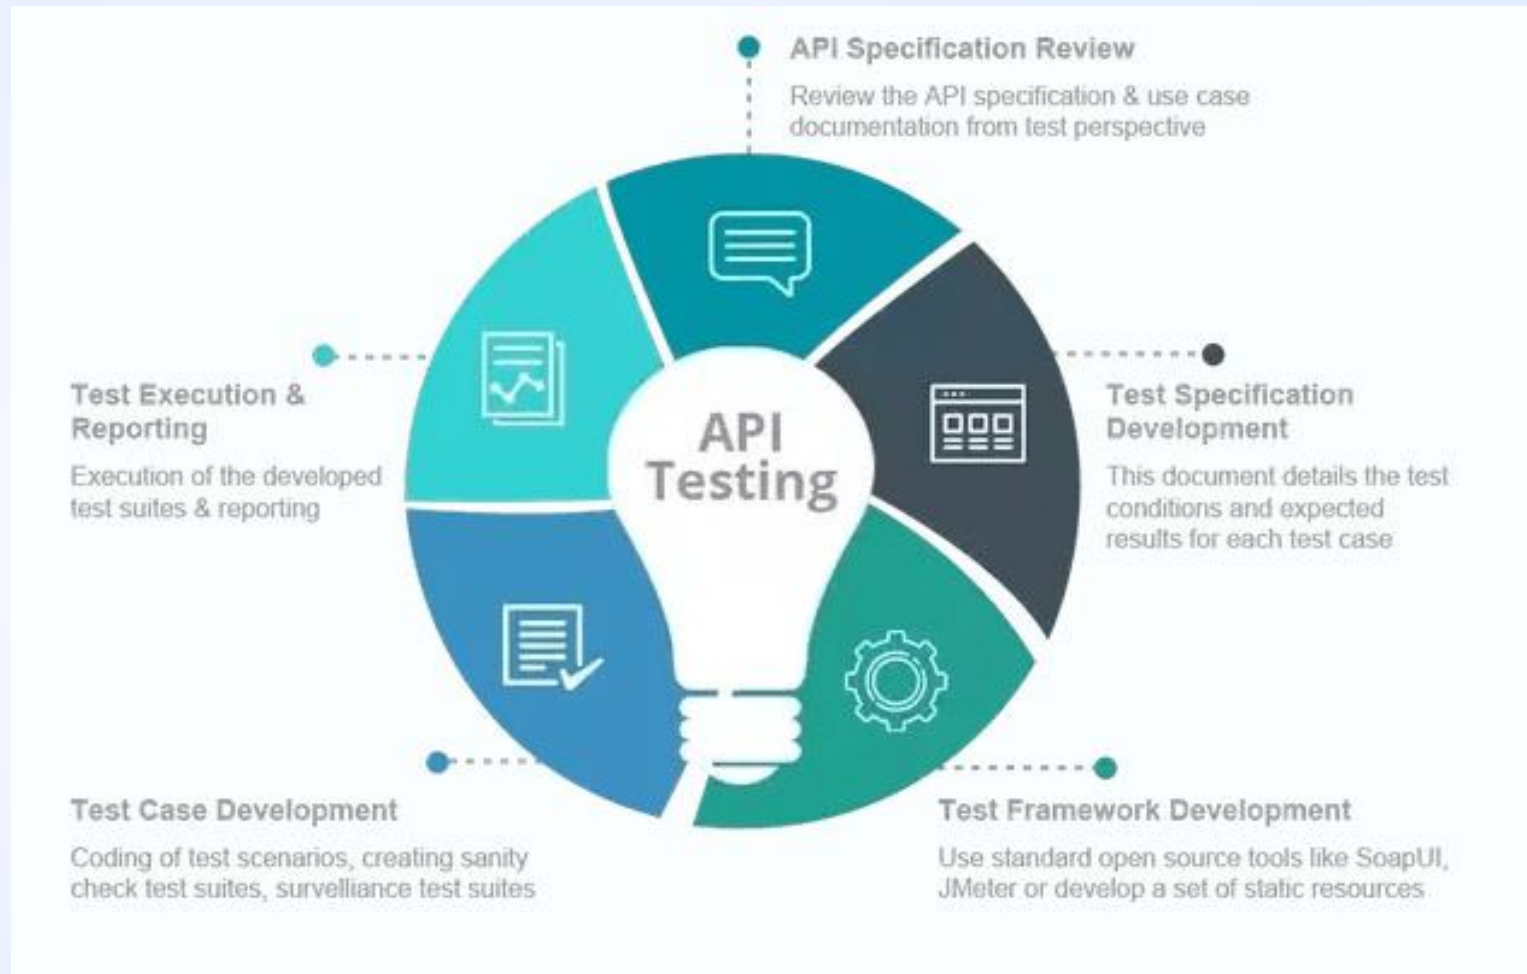 API Specification Review
Review the API specification & use case
documentation from test perspective
API
Testing
Test Specification
Development
This document details the test
conditions and expected
results for each test case
Test Framework Development
Use standard open source tools like SoapUI,
JMeter or develop a set of static resources
Test Case Development
Coding of test scenarios, creating sanity
check test suites, survelliance test suites
Test Execution &
Reporting
Execution of the developed
test suites & reporting